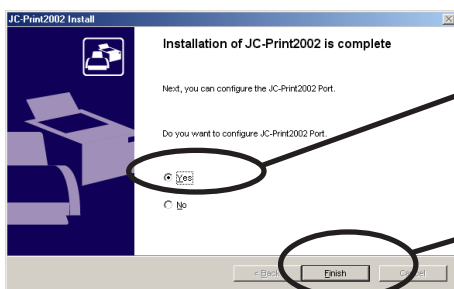 JC-Print2002 Install
Installation of JC-Print2002 is complete
Next, you can configure the JC-Print2002 Port.
Do you want to configure JC-Print2002 Port.
Yes
No
< Back Finish Cancel